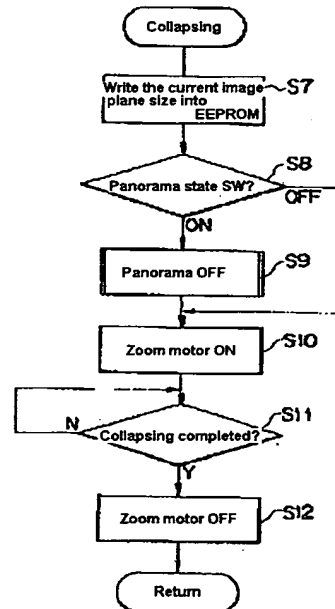 Collapsing
Write the current image
plane size into
EEPROM
S7
S8
Panorama state SW?
OFF
ON
Panorama OFF
S9
Zoom motor ON
S10
S11
N
Collapsing completed?
Y
Zoom motor OFF
S12
Return